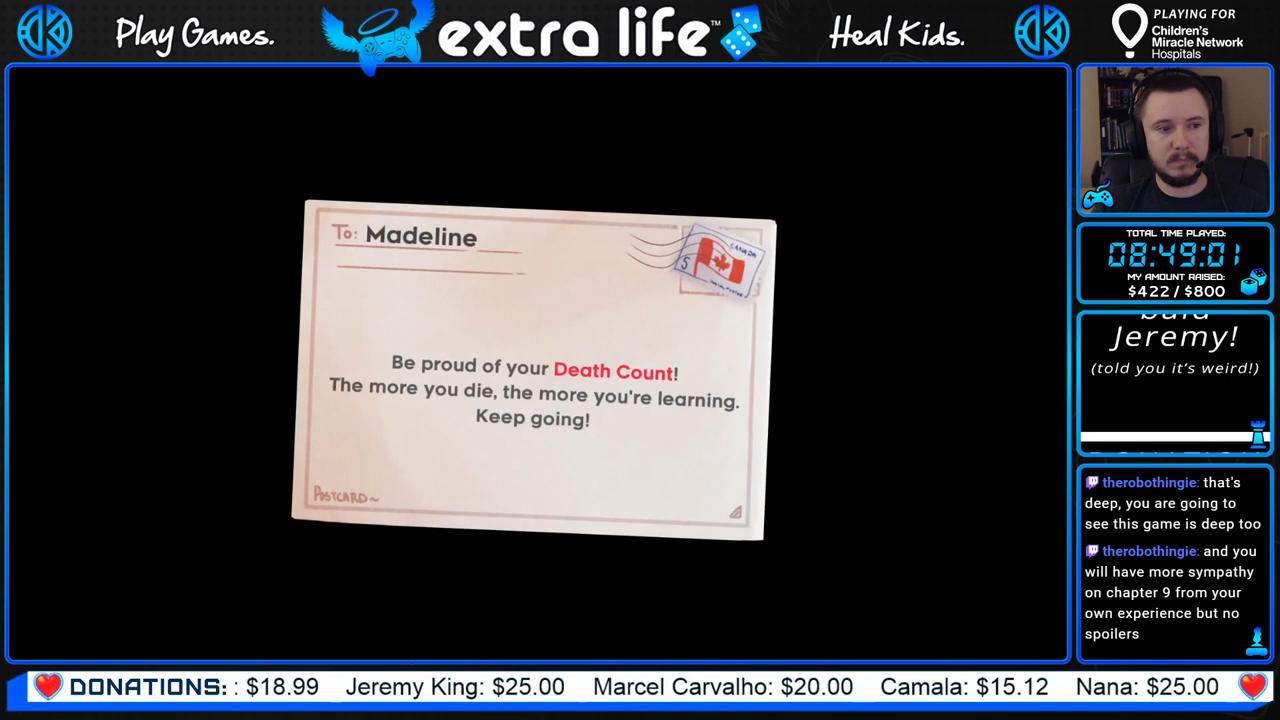 Play Games.
extra life™
Heal Kids.
PLAYING FOR
Children's
Miracle Network
Hospitals
To: Madeline
CANADA
5
Be proud of your Death Count!
The more you die, the more you're learning.
Keep going!
POSTCARD~
TOTAL TIME PLAYED:
08:49:01
MY AMOUNT RAISED:
$422 / $800
Jeremy!
(told you it's weird!)
therobothingie: that's
deep, you are going to
see this game is deep too
therobothingie: and you
will have more sympathy
on chapter 9 from your
own experience but no
spoilers
DONATIONS: : $18.99 Jeremy King: $25.00 Marcel Carvalho: $20.00 Camala: $15.12 Nana: $25.00